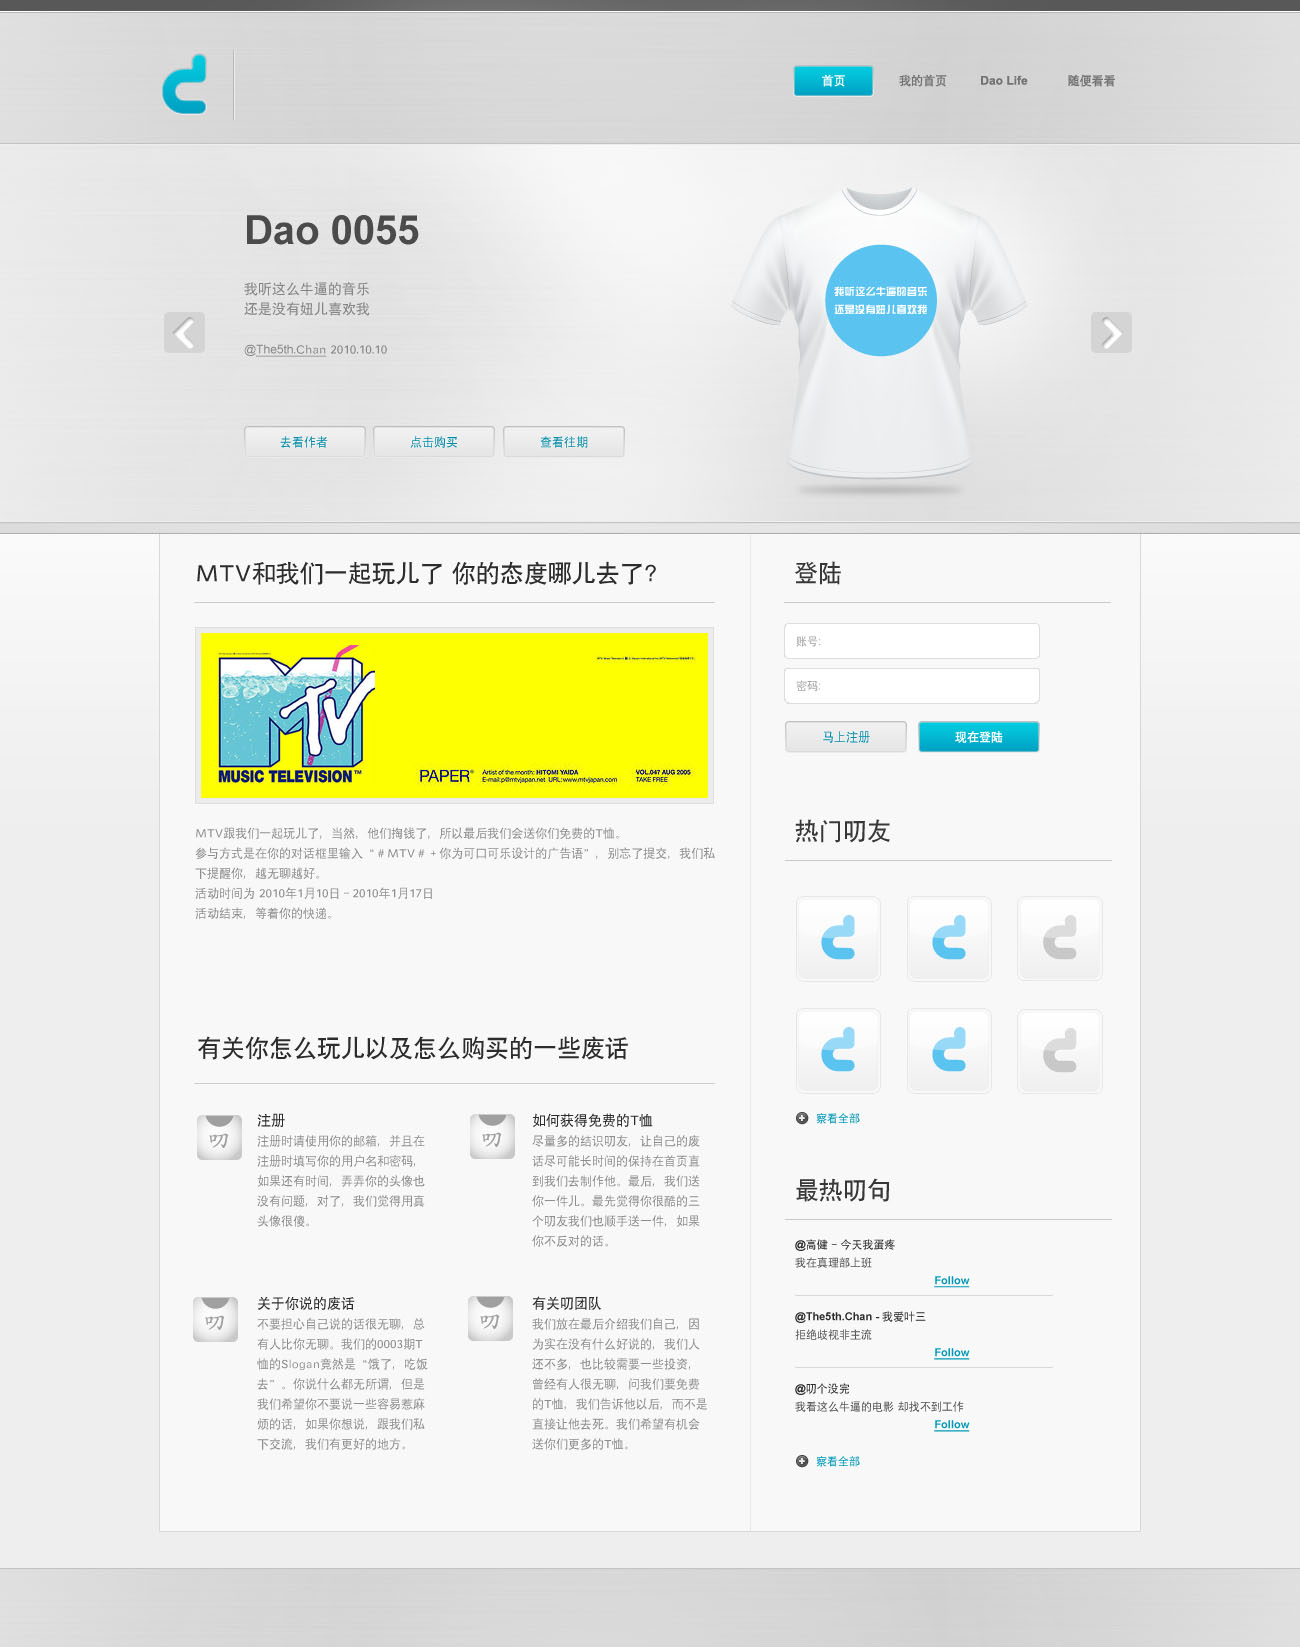 首页
我的首页
Dao Life
随便看看
Dao 0055
我听这么牛逼的音乐
还是没有妞儿喜欢我
@The5th.Chan 2010.10.10
去看作者
点击购买
查看往期
我听这么牛逼的音乐
还是没有妞儿喜欢我
MTV和我们一起玩儿了 你的态度哪儿去了?
MTV
MUSIC TELEVISION™
PAPER®
Artist of the month: HITOMI YAIDA
E-mail:p@mtvjapan.net URL:www.mtvjapan.com
VOL.047 AUG 2005
TAKE FREE
MTV跟我们一起玩儿了，当然，他们掏钱了，所以最后我们会送你们免费的T恤。
参与方式是在你的对话框里输入“＃MTV＃＋你为可口可乐设计的广告语”，别忘了提交，我们私
下提醒你，越无聊越好。
活动时间为 2010年1月10日－2010年1月17日
活动结束，等着你的快递。
有关你怎么玩儿以及怎么购买的一些废话
叨
注册
注册时请使用你的邮箱，并且在
注册时填写你的用户名和密码，
如果还有时间，弄弄你的头像也
没有问题，对了，我们觉得用真
头像很傻。
叨
如何获得免费的T恤
尽量多的结识叨友，让自己的废
话尽可能长时间的保持在首页直
到我们去制作他。最后，我们送
你一件儿。最先觉得你很酷的三
个叨友我们也顺手送一件，如果
你不反对的话。
叨
关于你说的废话
不要担心自己说的话很无聊，总
有人比你无聊。我们的0003期T
恤的Slogan竟然是“饿了，吃饭
去”。你说什么都无所谓，但是
我们希望你不要说一些容易惹麻
烦的话，如果你想说，跟我们私
下交流，我们有更好的地方。
叨
有关叨团队
我们放在最后介绍我们自己，因
为实在没有什么好说的，我们人
还不多，也比较需要一些投资，
曾经有人很无聊，问我们要免费
的T恤，我们告诉他以后，而不是
直接让他去死。我们希望有机会
送你们更多的T恤。
登陆
账号:
密码:
马上注册
现在登陆
热门叨友
察看全部
最热叨句
@高健 － 今天我蛋疼
我在真理部上班
Follow
@The5th.Chan - 我爱叶三
拒绝歧视非主流
Follow
@叨个没完
我看这么牛逼的电影 却找不到工作
Follow
察看全部